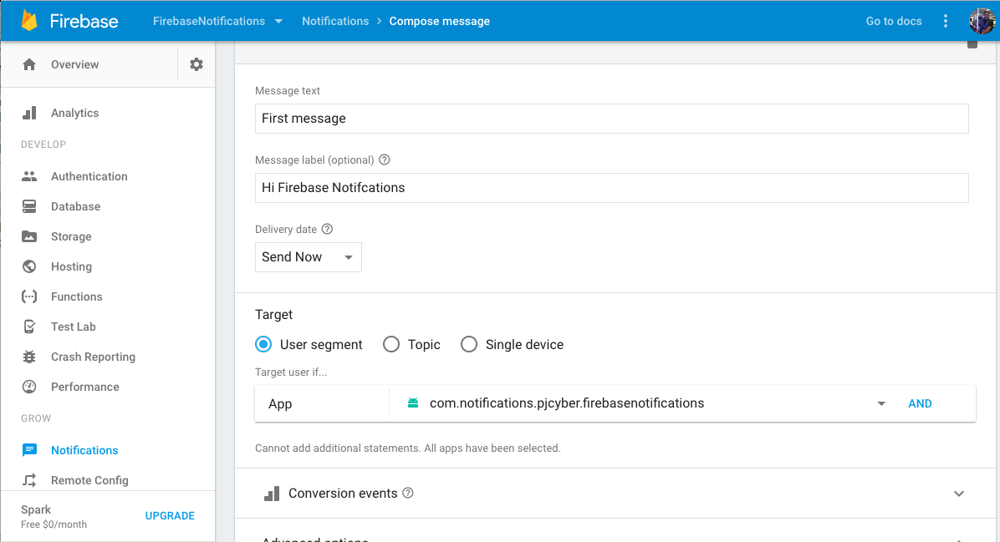 Firebase
FirebaseNotifications
Notifications > Compose message
Go to docs
Overview
Analytics
DEVELOP
Authentication
Database
Storage
Hosting
Functions
Test Lab
Crash Reporting
Performance
GROW
Notifications
Remote Config
Spark
Free $0/month
UPGRADE
Message text
First message
Message label (optional)
Hi Firebase Notifcations
Delivery date
Send Now
Target
User segment
Topic
Single device
Target user if...
App
com.notifications.pjcyber.firebasenotifications
AND
Cannot add additional statements. All apps have been selected.
Conversion events
Advanced options